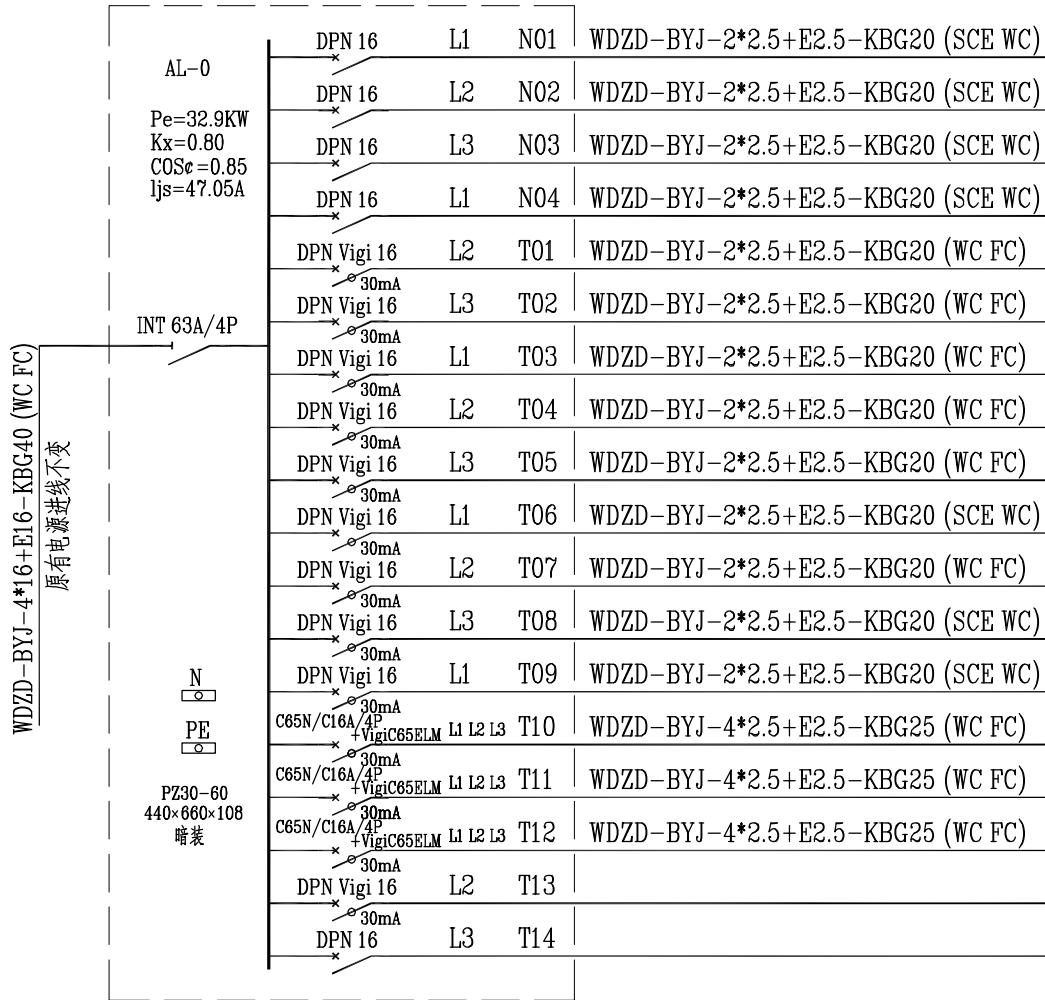 AL-0
Pe=32.9KW
Kx=0.80
COS¢=0.85
ljs=47.05A
INT 63A/4P
WDZD-BYJ-4*16+E16-KBG40 (WC FC)
原有电源进线不变
N
PE
PZ30-60
440×660×108
暗装
DPN 16 L1 N01 WDZD-BYJ-2*2.5+E2.5-KBG20 (SCE WC)
DPN 16 L2 N02 WDZD-BYJ-2*2.5+E2.5-KBG20 (SCE WC)
DPN 16 L3 N03 WDZD-BYJ-2*2.5+E2.5-KBG20 (SCE WC)
DPN 16 L1 N04 WDZD-BYJ-2*2.5+E2.5-KBG20 (SCE WC)
DPN Vigi 16 L2 T01 WDZD-BYJ-2*2.5+E2.5-KBG20 (WC FC)
30mA
DPN Vigi 16 L3 T02 WDZD-BYJ-2*2.5+E2.5-KBG20 (WC FC)
30mA
DPN Vigi 16 L1 T03 WDZD-BYJ-2*2.5+E2.5-KBG20 (WC FC)
30mA
DPN Vigi 16 L2 T04 WDZD-BYJ-2*2.5+E2.5-KBG20 (WC FC)
30mA
DPN Vigi 16 L3 T05 WDZD-BYJ-2*2.5+E2.5-KBG20 (WC FC)
30mA
DPN Vigi 16 L1 T06 WDZD-BYJ-2*2.5+E2.5-KBG20 (SCE WC)
30mA
DPN Vigi 16 L2 T07 WDZD-BYJ-2*2.5+E2.5-KBG20 (WC FC)
30mA
DPN Vigi 16 L3 T08 WDZD-BYJ-2*2.5+E2.5-KBG20 (SCE WC)
30mA
DPN Vigi 16 L1 T09 WDZD-BYJ-2*2.5+E2.5-KBG20 (SCE WC)
30mA
C65N/C16A/4P
+VigiC65ELM L1 L2 L3 T10 WDZD-BYJ-4*2.5+E2.5-KBG25 (WC FC)
30mA
C65N/C16A/4P
+VigiC65ELM L1 L2 L3 T11 WDZD-BYJ-4*2.5+E2.5-KBG25 (WC FC)
30mA
C65N/C16A/4P
+VigiC65ELM L1 L2 L3 T12 WDZD-BYJ-4*2.5+E2.5-KBG25 (WC FC)
30mA
DPN Vigi 16 L2 T13
30mA
DPN 16 L3 T14